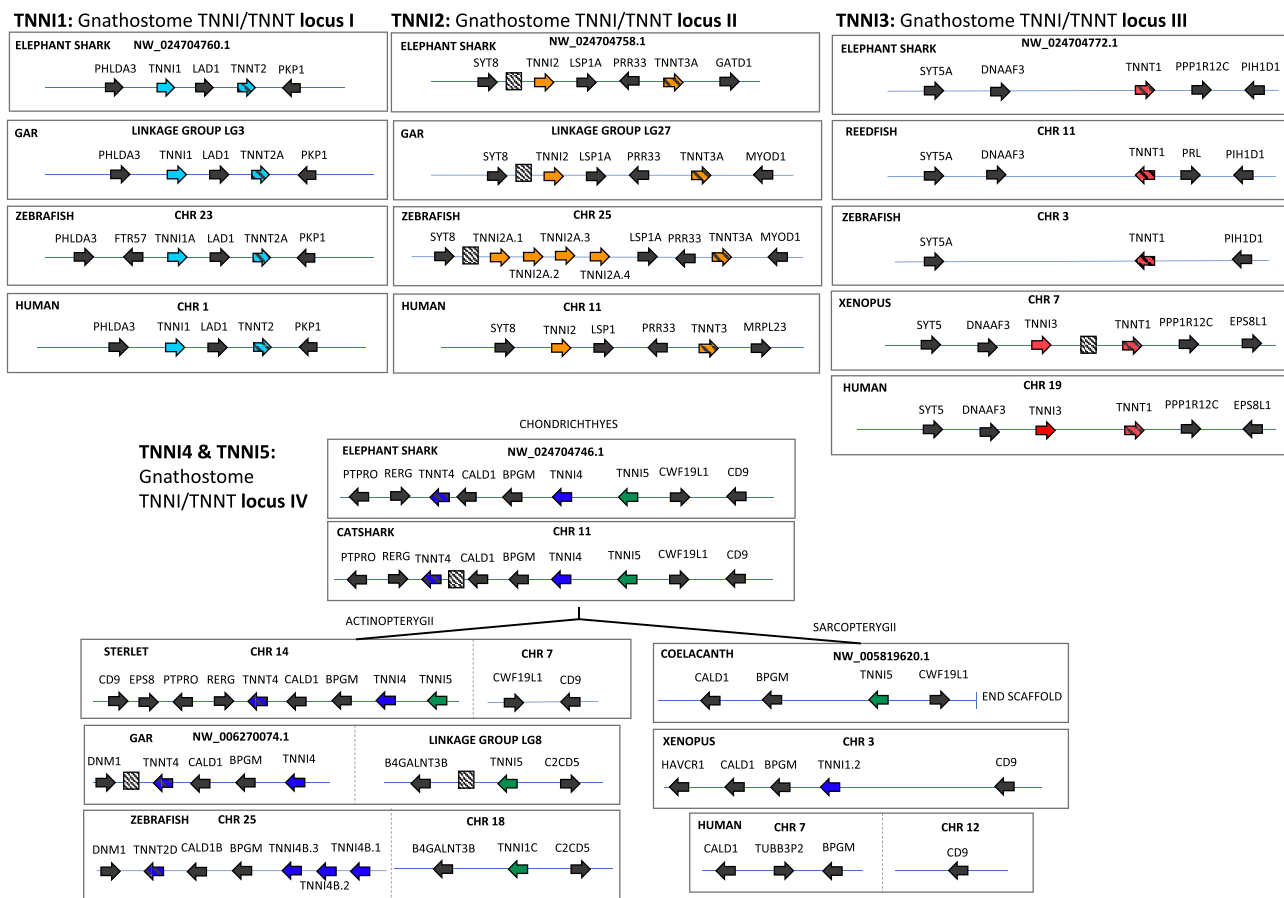 TNNI1: Gnathostome TNNI/TNNT locus I
ELEPHANT SHARK NW_024704760.1
PHLDA3 TNNI1 LAD1 TNNT2 PKP1
GAR LINKAGE GROUP LG3
PHLDA3 TNNI1 LAD1 TNNT2A PKP1
ZEBRAFISH CHR 23
PHLDA3 FTR57 TNNI1A LAD1 TNNT2A PKP1
HUMAN CHR 1
PHLDA3 TNNI1 LAD1 TNNT2 PKP1
TNNI2: Gnathostome TNNI/TNNT locus II
ELEPHANT SHARK NW_024704758.1
SYT8 TNNI2 LSP1A PRR33 TNNT3A GATD1
GAR LINKAGE GROUP LG27
SYT8 TNNI2 LSP1A PRR33 TNNT3A MYOD1
ZEBRAFISH CHR 25
SYT8 TNNI2A.1 TNNI2A.3 LSP1A PRR33 TNNT3A MYOD1
TNNI2A.2 TNNI2A.4
HUMAN CHR 11
SYT8 TNNI2 LSP1 PRR33 TNNT3 MRPL23
TNNI3: Gnathostome TNNI/TNNT locus III
ELEPHANT SHARK NW_024704772.1
SYT5A DNAAF3 TNNT1 PPP1R12C PIH1D1
REEDFISH CHR 11
SYT5A DNAAF3 TNNT1 PRL PIH1D1
ZEBRAFISH CHR 3
SYT5A TNNT1 PIH1D1
XENOPUS CHR 7
SYT5 DNAAF3 TNNI3 TNNT1 PPP1R12C EPS8L1
HUMAN CHR 19
SYT5 DNAAF3 TNNI3 TNNT1 PPP1R12C EPS8L1
TNNI4 & TNNI5:
Gnathostome
TNNI/TNNT locus IV
CHONDRICHTHYES
ELEPHANT SHARK NW_024704746.1
PTPRO RERG TNNT4 CALD1 BPGM TNNI4 TNNI5 CWF19L1 CD9
CATSHARK CHR 11
PTPRO RERG TNNT4 CALD1 BPGM TNNI4 TNNI5 CWF19L1 CD9
ACTINOPTERYGII
STERLET CHR 14 CHR 7
CD9 EPS8 PTPRO RERG TNNT4 CALD1 BPGM TNNI4 TNNI5 CWF19L1 CD9
GAR NW_006270074.1 LINKAGE GROUP LG8
DNM1 TNNT4 CALD1 BPGM TNNI4 B4GALNT3B TNNI5 C2CD5
ZEBRAFISH CHR 25 CHR 18
DNM1 TNNT2D CALD1B BPGM TNNI4B.3 TNNI4B.1 B4GALNT3B TNNI1C C2CD5
TNNI4B.2
SARCOPTERYGII
COELACANTH NW_005819620.1
CALD1 BPGM TNNI5 CWF19L1 END SCAFFOLD
XENOPUS CHR 3
HAVCR1 CALD1 BPGM TNNI1.2 CD9
HUMAN CHR 7 CHR 12
CALD1 TUBB3P2 BPGM CD9